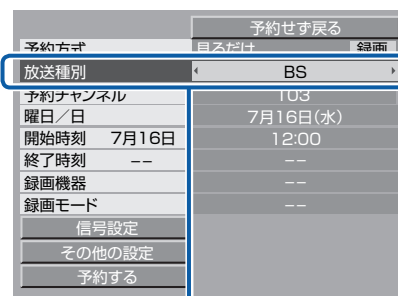 予約せず戻る
予約方式 見るだけ 録画
放送種別 BS
予約チャンネル 103
曜日／日 7月16日(水)
開始時刻 7月16日 12:00
終了時刻 −− −−
録画機器 −−
録画モード −−
信号設定
その他の設定
予約する